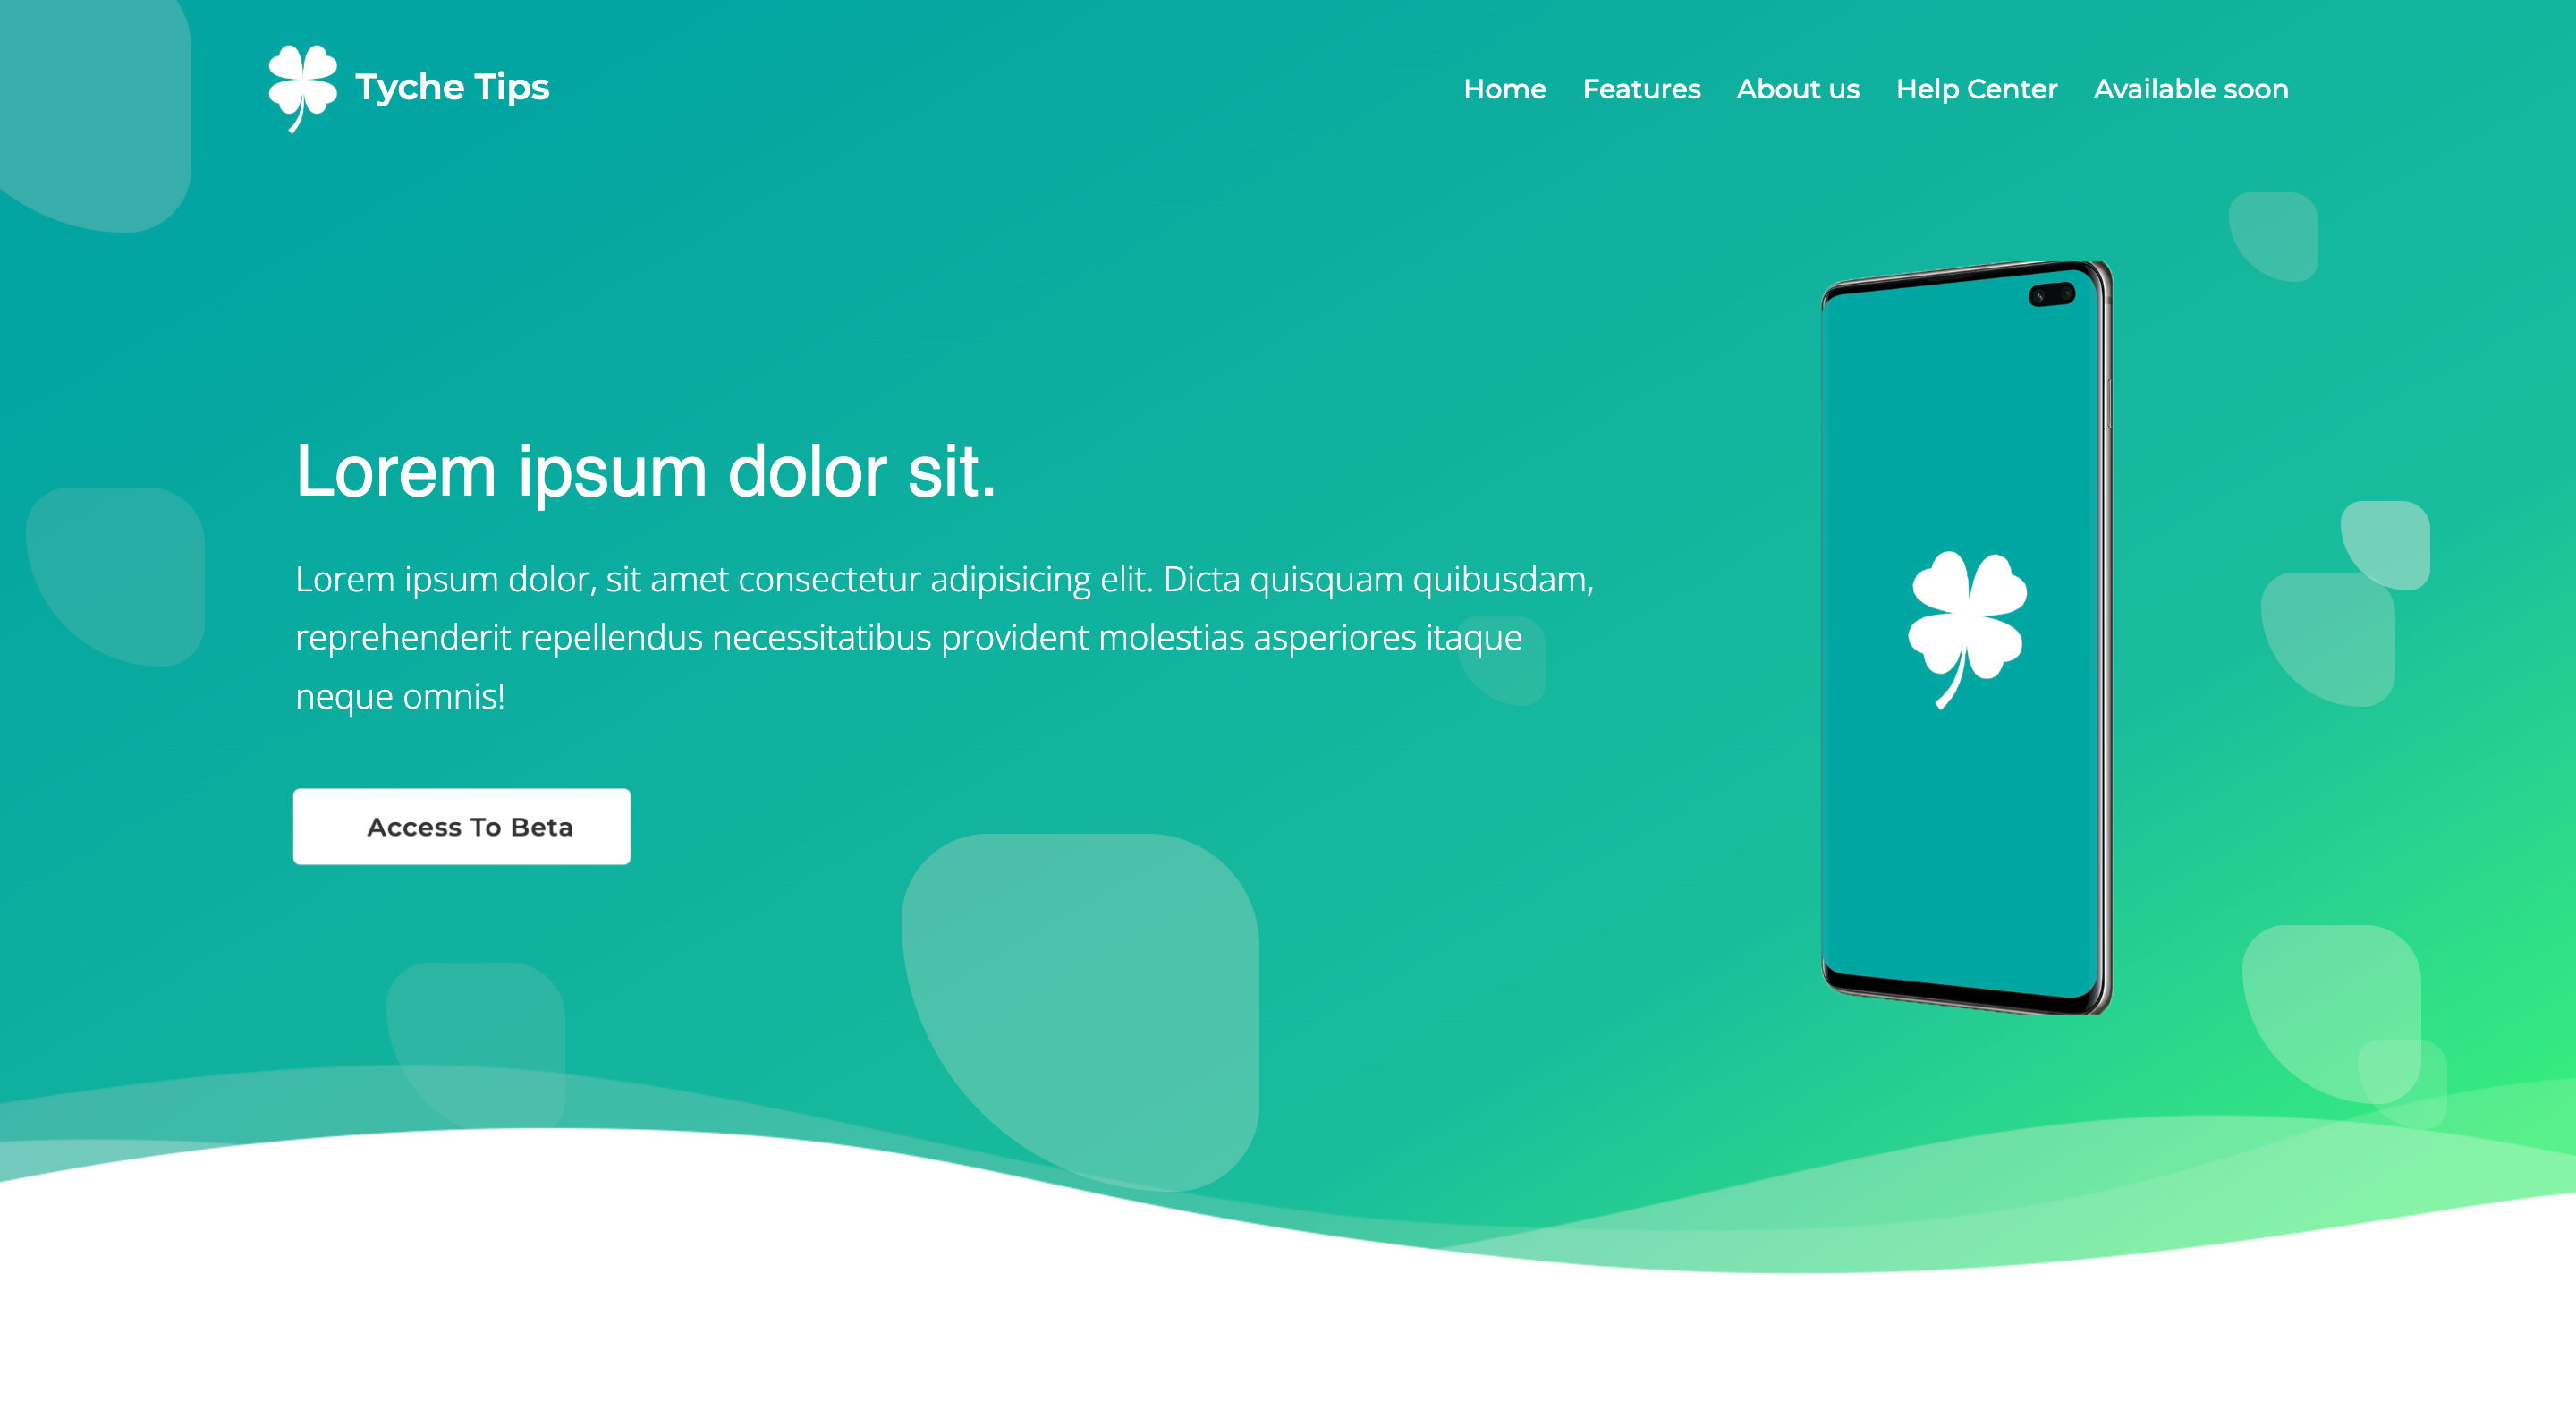 Tyche Tips
Home Features About us Help Center Available soon
Lorem ipsum dolor sit.
Lorem ipsum dolor, sit amet consectetur adipisicing elit. Dicta quisquam quibusdam,
reprehenderit repellendus necessitatibus provident molestias asperiores itaque
neque omnis!
Access To Beta